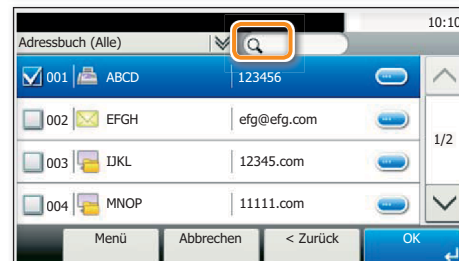 10:10
Adressbuch (Alle)
001 ABCD 123456
002 EFGH efg@efg.com
003 IJKL 12345.com
004 MNOP 11111.com
1/2
Menü Abbrechen < Zurück OK